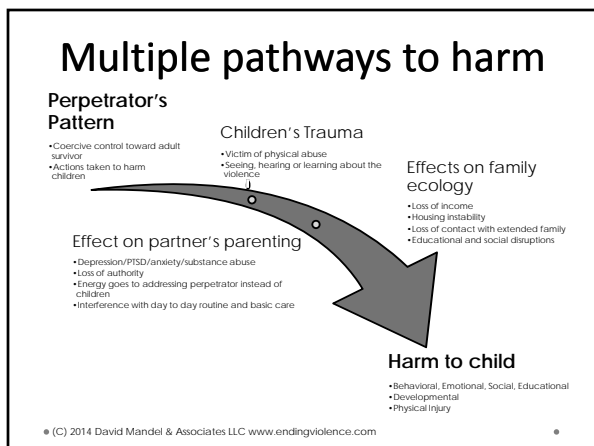 Multiple pathways to harm
Perpetrator's
Pattern
•Coercive control toward adult
survivor
•Actions taken to harm
children
Children's Trauma
•Victim of physical abuse
•Seeing, hearing or learning about the
violence
Effects on family
ecology
•Loss of income
•Housing instability
•Loss of contact with extended family
•Educational and social disruptions
Effect on partner's parenting
•Depression/PTSD/anxiety/substance abuse
•Loss of authority
•Energy goes to addressing perpetrator instead of
children
•Interference with day to day routine and basic care
Harm to child
•Behavioral, Emotional, Social, Educational
•Developmental
•Physical Injury
• (C) 2014 David Mandel & Associates LLC www.endingviolence.com